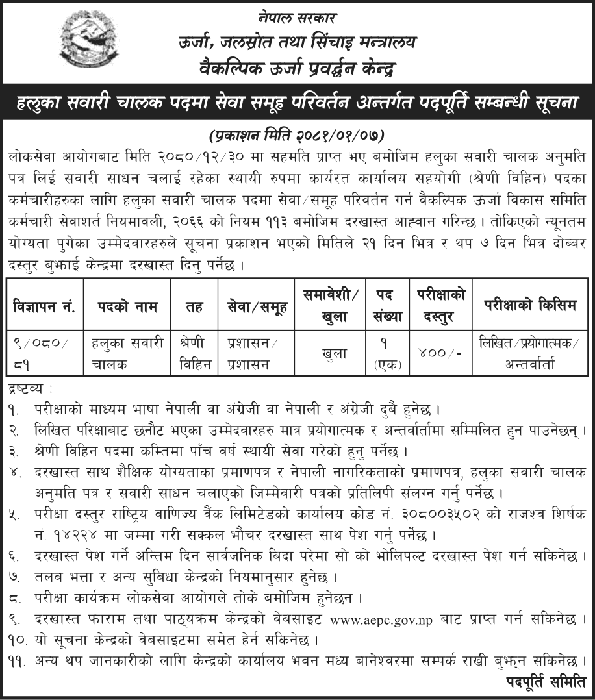 नेपाल सरकार
ऊर्जा, जलस्रोत तथा सिंचाइ मन्त्रालय
वैकल्पिक ऊर्जा प्रवर्द्धन केन्द्र
हलुका सवारी चालक पदमा सेवा समूह परिवर्तन अन्तर्गत पदपूर्ति सम्बन्धी सूचना
(प्रकाशन मिति २०८१/०१/०७)
लोकसेवा आयोगबाट मिति २०८०/१२/३० मा सहमति प्राप्त भए बमोजिम हलुका सवारी चालक अनुमति
पत्र लिई सवारी साधन चलाई रहेका स्थायी रुपमा कार्यरत कार्यालय सहयोगी (श्रेणी विहिन) पदका
कर्मचारीहरुका लागि हलुका सवारी चालक पदमा सेवा/समूह परिवर्तन गर्न वैकल्पिक ऊर्जा विकास समिति
कर्मचारी सेवाशर्त नियमावली, २०६६ को नियम ११३ बमोजिम दरखास्त आह्वान गरिन्छ । तोकिएको न्यूनतम
योग्यता पुगेका उम्मेदवारहरुले सूचना प्रकाशन भएको मितिले २१ दिन भित्र र थप ७ दिन भित्र दोब्बर
दस्तुर बुझाई केन्द्रमा दरखास्त दिनु पर्नेछ ।
विज्ञापन नं. पदको नाम तह सेवा/समूह समावेशी/खुला पद संख्या परीक्षाको दस्तुर परीक्षाको किसिम
९/०८०/८१ हलुका सवारी चालक श्रेणी विहिन प्रशासन/प्रशासन खुला १ (एक) ४००/- लिखित/प्रयोगात्मक/अन्तर्वार्ता
द्रष्टव्य :
१. परीक्षाको माध्यम भाषा नेपाली वा अंग्रेजी वा नेपाली र अंग्रेजी दुवै हुनेछ ।
२. लिखित परिक्षाबाट छनौट भएका उम्मेदवारहरु मात्र प्रयोगात्मक र अन्तर्वार्तामा सम्मिलित हुन पाउनेछन् ।
३. श्रेणी विहिन पदमा कम्तिमा पाँच वर्ष स्थायी सेवा गरेको हुनु पर्नेछ ।
४. दरखास्त साथ शैक्षिक योग्यताका प्रमाणपत्र र नेपाली नागरिकताको प्रमाणपत्र, हलुका सवारी चालक
अनुमति पत्र र सवारी साधन चलाएको जिम्मेवारी पत्रको प्रतिलिपी संलग्न गर्नु पर्नेछ ।
५. परीक्षा दस्तुर राष्ट्रिय वाणिज्य बैंक लिमिटेडको कार्यालय कोड नं. ३०८००३५०२ को राजश्व शिर्षक
न १४२२४ मा जम्मा गरी सक्कल भौचर दरखास्त साथ पेश गर्नु पर्नेछ ।
६. दरखास्त पेश गर्ने अन्तिम दिन सार्वजनिक विदा परेमा सो को भोलिपल्ट दरखास्त पेश गर्न सकिनेछ ।
७. तलव भत्ता र अन्य सुविधा केन्द्रको नियमानुसार हुनेछ ।
८. परीक्षा कार्यक्रम लोकसेवा आयोगले तोके बमोजिम हुनेछन ।
९. दरखास्त फाराम तथा पाठ्यक्रम केन्द्रको वेवसाइट www.aepc.gov.np बाट प्राप्त गर्न सकिनेछ ।
१०. यो सूचना केन्द्रको वेवसाइटमा समेत हेर्न सकिनेछ ।
११. अन्य थप जानकारीको लागि केन्द्रको कार्यालय भवन मध्य बानेश्वरमा सम्पर्क राखी बुझ्न सकिनेछ ।
पदपूर्ति समिति